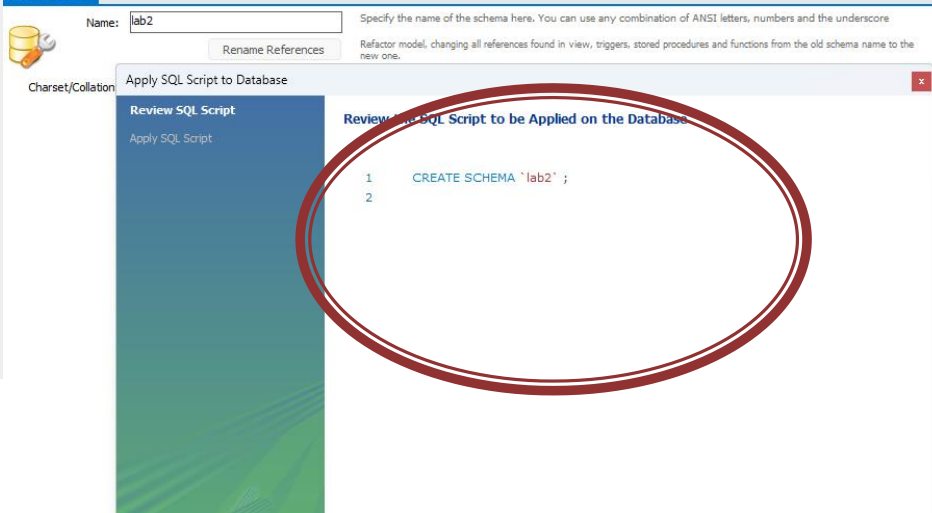 Name:
lab2
Specify the name of the schema here. You can use any combination of ANSI letters, numbers and the underscore
Rename References
Refactor model, changing all references found in view, triggers, stored procedures and functions from the old schema name to the
new one.
Charset/Collation
Apply SQL Script to Database
x
Review SQL Script
Apply SQL Script
Review the SQL Script to be Applied on the Database
1 CREATE SCHEMA `lab2` ;
2